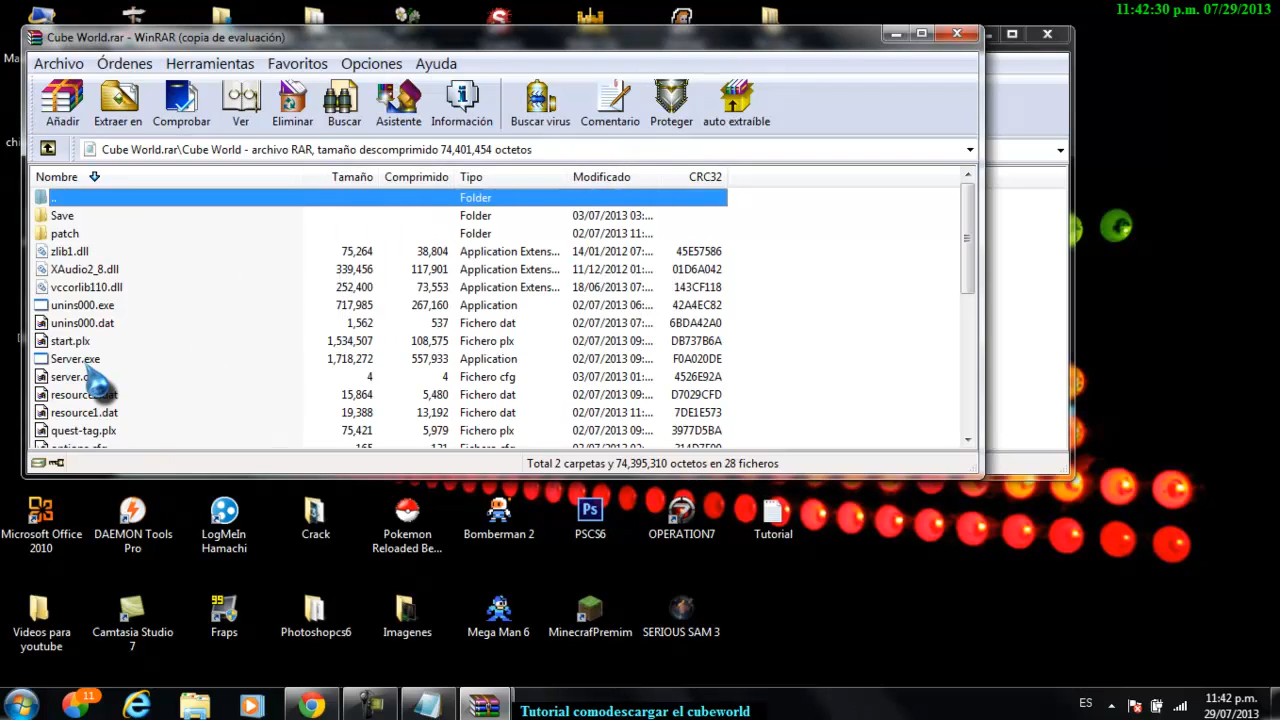 11:42:30 p.m. 07/29/2013
Cube World.rar - WinRAR (copia de evaluación)
Archivo Órdenes Herramientas Favoritos Opciones Ayuda
Añadir Extraer en Comprobar Ver Eliminar Buscar Asistente Información Buscar virus Comentario Proteger auto extraíble
Cube World.rar\Cube World - archivo RAR, tamaño descomprimido 74,401,454 octetos
Nombre Tamaño Comprimido Tipo Modificado CRC32
.. Folder
Save Folder 03/07/2013 03:...
patch Folder 02/07/2013 11:...
zlib1.dll 75,264 38,804 Application Extens... 14/01/2012 07:... 45E57586
XAudio2_8.dll 339,456 117,901 Application Extens... 11/12/2012 01:... 01D6A042
vccorlib110.dll 252,400 73,553 Application Extens... 18/06/2013 07:... 143CF118
unins000.exe 717,985 267,160 Application 02/07/2013 06:... 42A4EC82
unins000.dat 1,562 537 Fichero dat 02/07/2013 07:... 6BDA42A0
start.plx 1,534,507 108,575 Fichero plx 02/07/2013 09:... DB737B6A
Server.exe 1,718,272 557,933 Application 02/07/2013 09:... F0A020DE
4 4 Fichero cfg 03/07/2013 01:... 4526E92A
15,864 5,480 Fichero dat 02/07/2013 09:... D7029CFD
resource1.dat 19,388 13,192 Fichero dat 02/07/2013 11:... 7DE1E573
quest-tag.plx 75,421 5,979 Fichero plx 02/07/2013 09:... 3977D5BA
Total 2 carpetas y 74,395,310 octetos en 28 ficheros
Microsoft Office 2010
DAEMON Tools Pro
LogMeIn Hamachi
Crack
Pokemon Reloaded Be...
Bomberman 2
PSCS6
OPERATION7
Tutorial
Videos para youtube
Camtasia Studio 7
99
Fraps
Photoshopcs6
Imagenes
Mega Man 6
MinecrafPremim
SERIOUS SAM 3
11
Tutorial comodescargar el cubeworld
ES
11:42 p.m.
29/07/2013